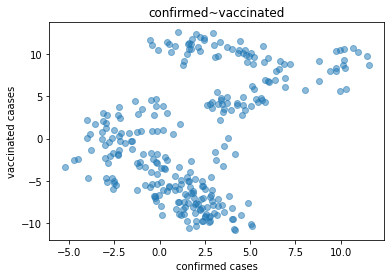 confirmed~vaccinated
vaccinated cases
10
5
0
−5
−10
−5.0 −2.5 0.0 2.5 5.0 7.5 10.0
confirmed cases